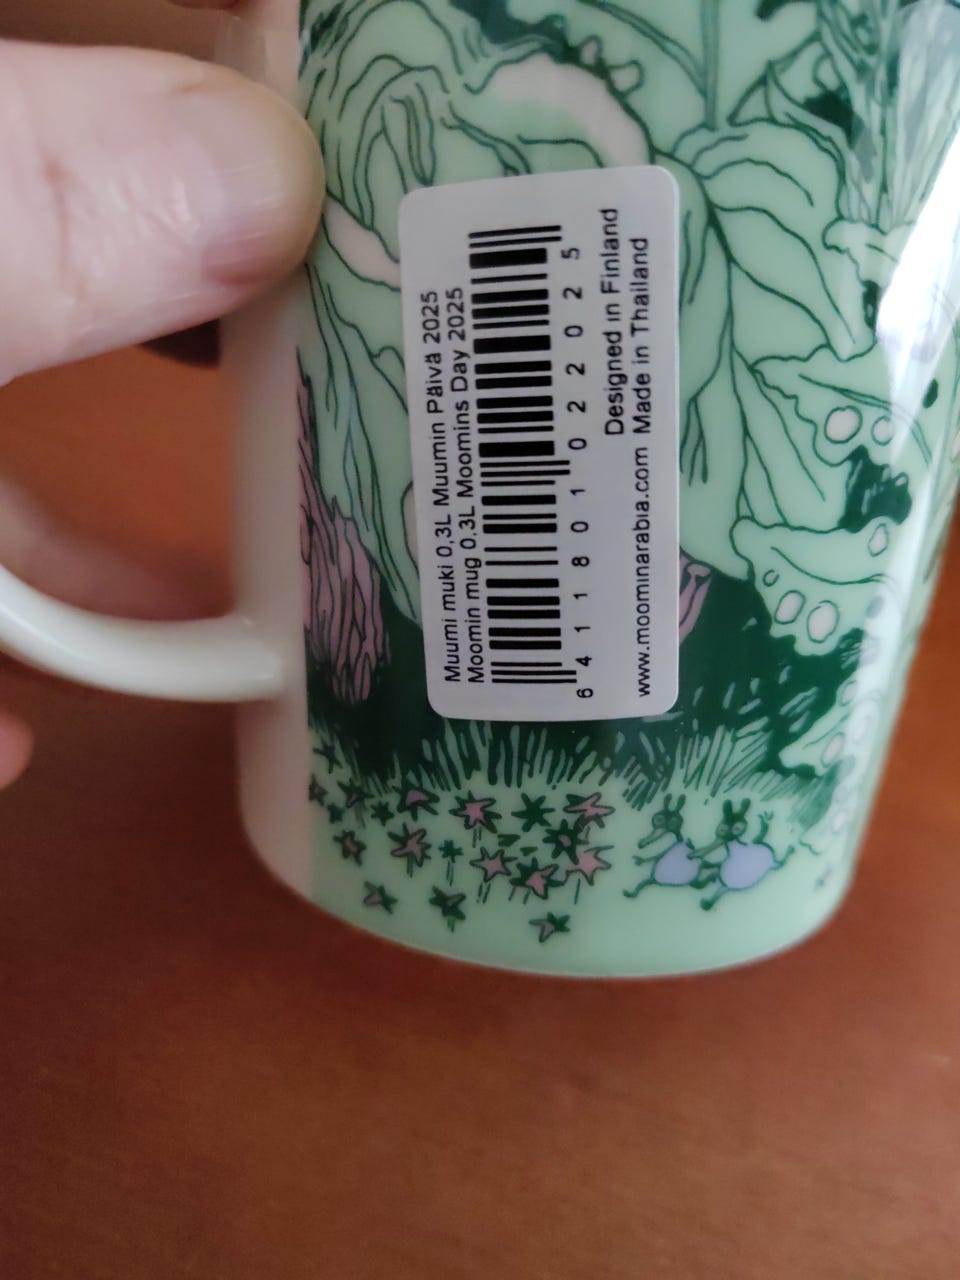 Muumi muki 0,3L Muumin Päivä 2025
Moomin mug 0.3L Moomins Day 2025
6 411801 022025
Designed in Finland
www.moominarabia.com Made in Thailand